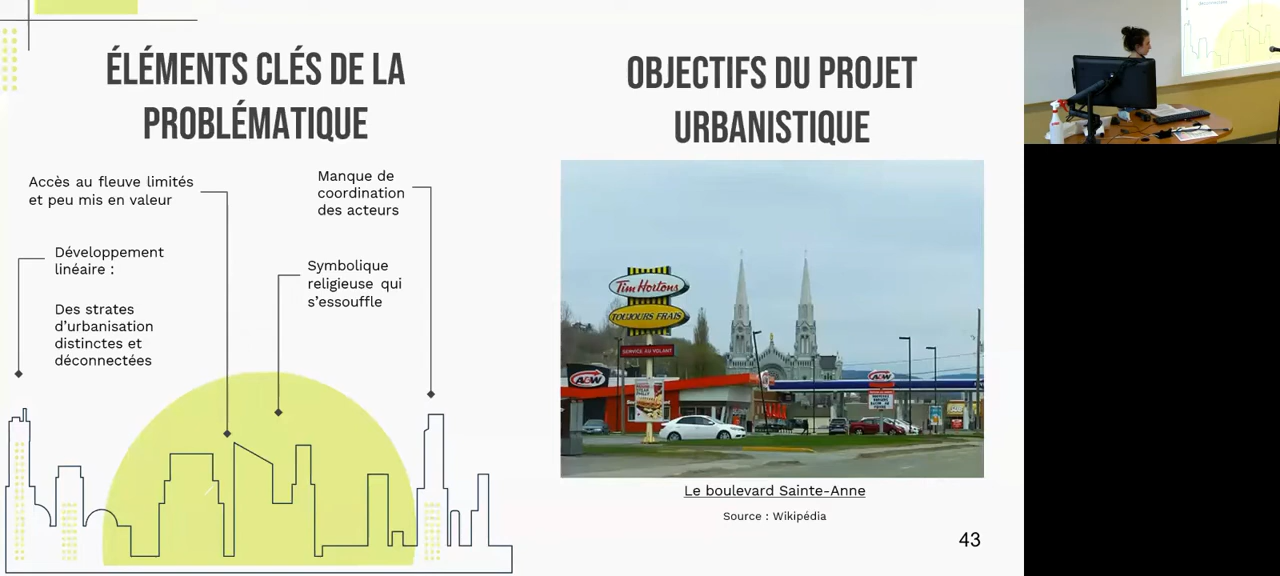 ÉLÉMENTS CLÉS DE LA
PROBLÉMATIQUE
Accès au fleuve limités
et peu mis en valeur
Manque de
coordination
des acteurs
Développement
linéaire :
Des strates
d'urbanisation
distinctes et
déconnectées
Symbolique
religieuse qui
s'essouffle
OBJECTIFS DU PROJET
URBANISTIQUE
Tim Hortons
TOUJOURS FRAIS
SERVICE AU VOLANT
A&W
A&W
Le boulevard Sainte-Anne
Source : Wikipédia
43